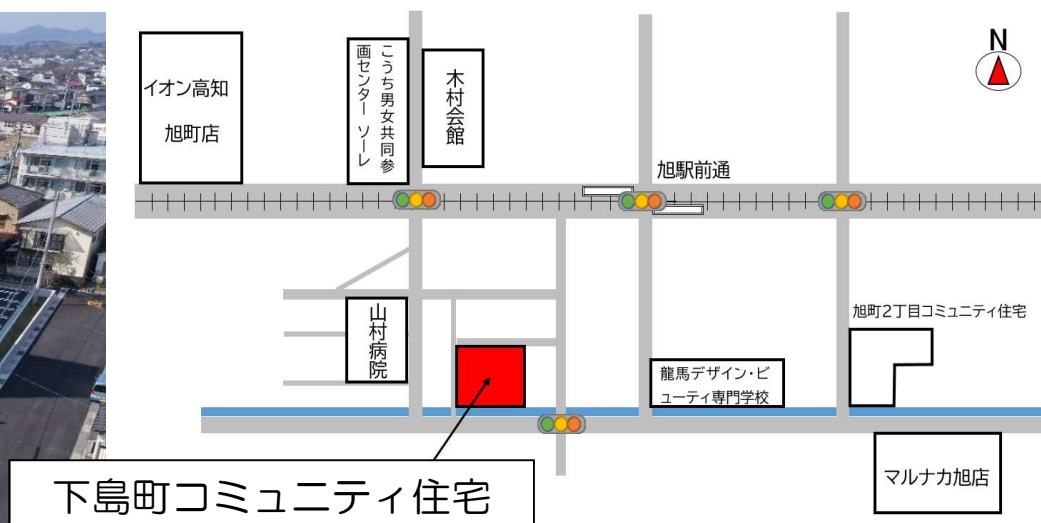 イオン高知
旭町店
こうち男女共同参
画センター ソーレ
木村会館
N
旭駅前通
山村病院
旭町2丁目コミュニティ住宅
龍馬デザイン・ビ
ューティ専門学校
マルナカ旭店
下島町コミュニティ住宅